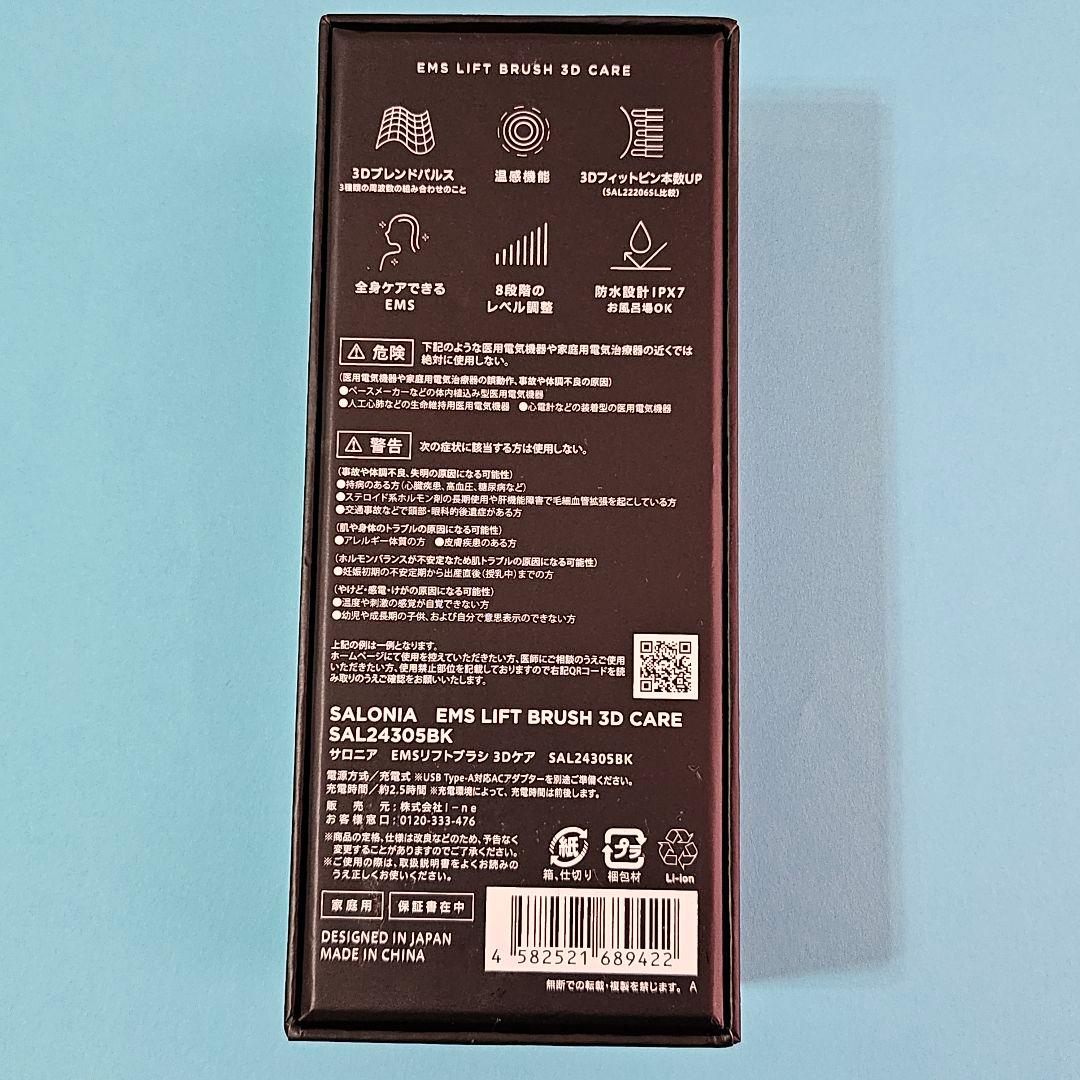 EMS LIFT BRUSH 3D CARE
3Dブレンドパルス
3種類の周波数の組み合わせのこと
温感機能
3Dフィットピン本数UP
(SAL22206SL比較)
全身ケアできる
EMS
8段階の
レベル調整
防水設計IPX7
お風呂場OK
危険
下記のような医用電気機器や家庭用電気治療器の近くでは
絶対に使用しない。
(医用電気機器や家庭用電気治療器の誤動作、事故や体調不良の原因)
●ペースメーカーなどの体内植込み型医用電気機器
●人工心肺などの生命維持用医用電気機器 ●心電計などの装着型の医用電気機器
警告
次の症状に該当する方は使用しない。
(事故や体調不良、失明の原因になる可能性)
●持病のある方(心臓疾患、高血圧、糖尿病など)
●ステロイド系ホルモン剤の長期使用や肝機能障害で毛細血管拡張を起こしている方
●交通事故などで頭部・眼科的後遺症がある方
(肌や身体のトラブルの原因になる可能性)
●アレルギー体質の方 ●皮膚疾患のある方
(ホルモンバランスが不安定なため肌トラブルの原因になる可能性)
●妊娠初期の不安定期から出産直後(授乳中)までの方
(やけど・感電・けがの原因になる可能性)
●温度や刺激の感覚が自覚できない方
●幼児や成長期の子供、および自分で意思表示のできない方
上記の例は一例となります。
ホームページにて使用を控えていただきたい方、医師にご相談のうえご使用
いただきたい方、使用禁止部位を記載しておりますので右記QRコードを読
み取りのうえご確認をお願いいたします。
SALONIA EMS LIFT BRUSH 3D CARE
SAL24305BK
サロニア EMSリフトブラシ 3Dケア SAL24305BK
電源方式/充電式 ※USB Type-A対応ACアダプターを別途ご準備ください。
充電時間/約2.5時間 ※充電環境によって、充電時間は前後します。
販売元:株式会社I-ne
お客様窓口:0120-333-476
※商品の定格、仕様は改良などのため、予告なく
変更することがありますのでご了承ください。
※ご使用の際は、取扱説明書をよくお読みの
うえ正しくお使いください。
紙
箱、仕切り
プラ
梱包材
Li-ion
家庭用
保証書在中
DESIGNED IN JAPAN
MADE IN CHINA
4 582521 689422
無断での転載・複製を禁じます。 A